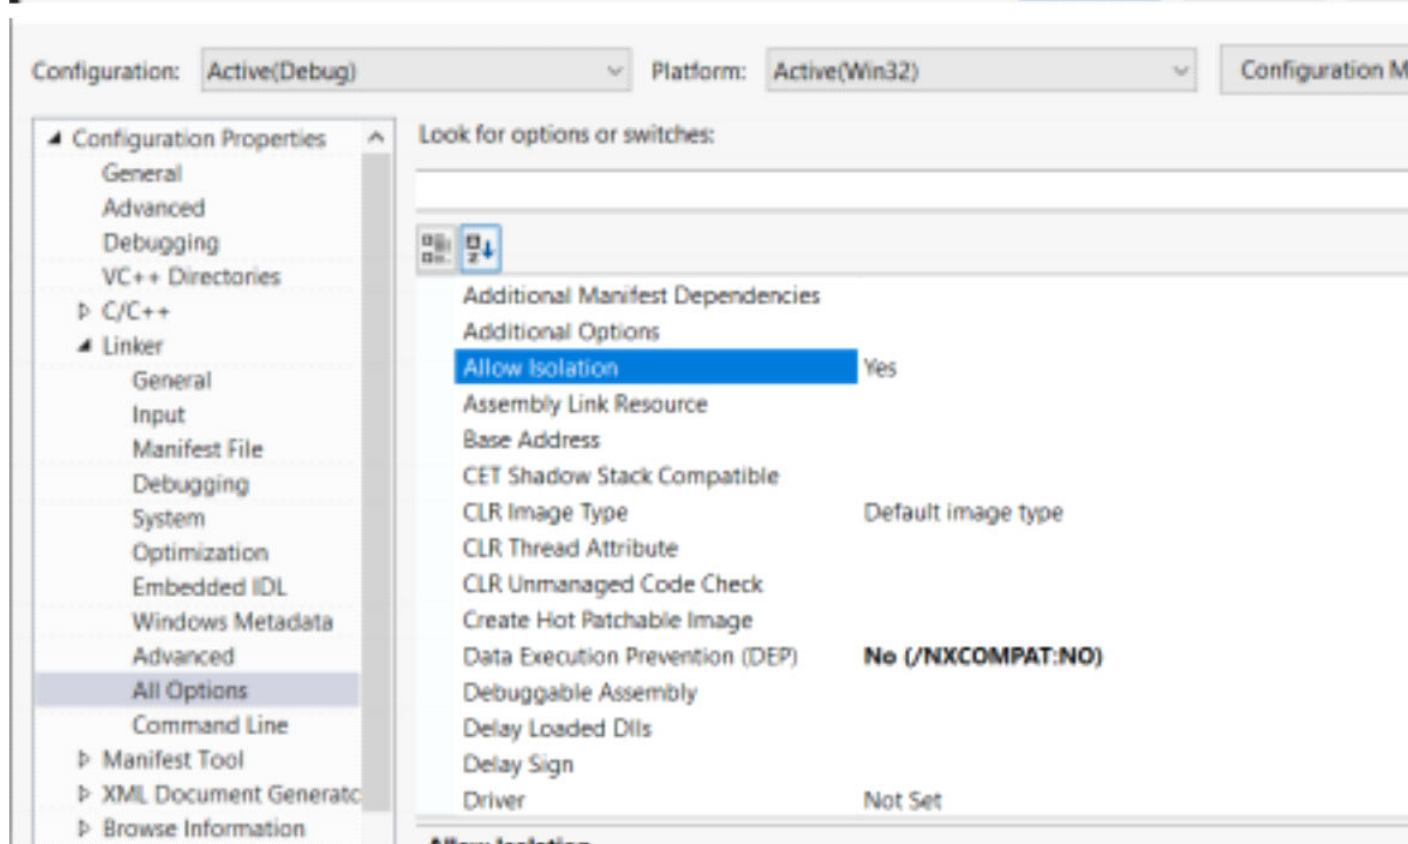 Configuration: Active(Debug) Platform: Active(Win32) Configuration M
Configuration Properties
General
Advanced
Debugging
VC++ Directories
C/C++
Linker
General
Input
Manifest File
Debugging
System
Optimization
Embedded IDL
Windows Metadata
Advanced
All Options
Command Line
Manifest Tool
XML Document Generatc
Browse Information
Look for options or switches:
Additional Manifest Dependencies
Additional Options
Allow Isolation Yes
Assembly Link Resource
Base Address
CET Shadow Stack Compatible
CLR Image Type Default image type
CLR Thread Attribute
CLR Unmanaged Code Check
Create Hot Patchable Image
Data Execution Prevention (DEP) No (/NXCOMPAT:NO)
Debuggable Assembly
Delay Loaded Dlls
Delay Sign
Driver Not Set
Allow Isolation